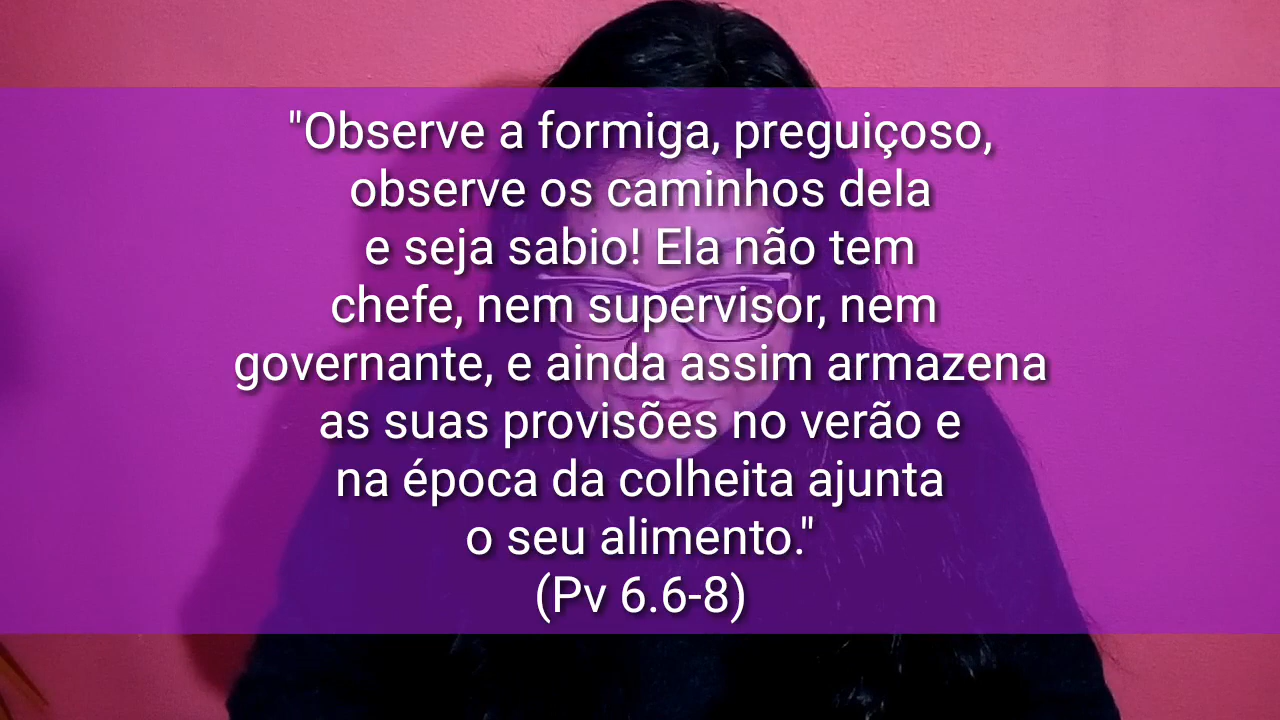 "Observe a formiga, preguiçoso,
observe os caminhos dela
e seja sabio! Ela não tem
chefe, nem supervisor, nem
governante, e ainda assim armazena
as suas provisões no verão e
na época da colheita ajunta
o seu alimento."
(Pv 6.6-8)